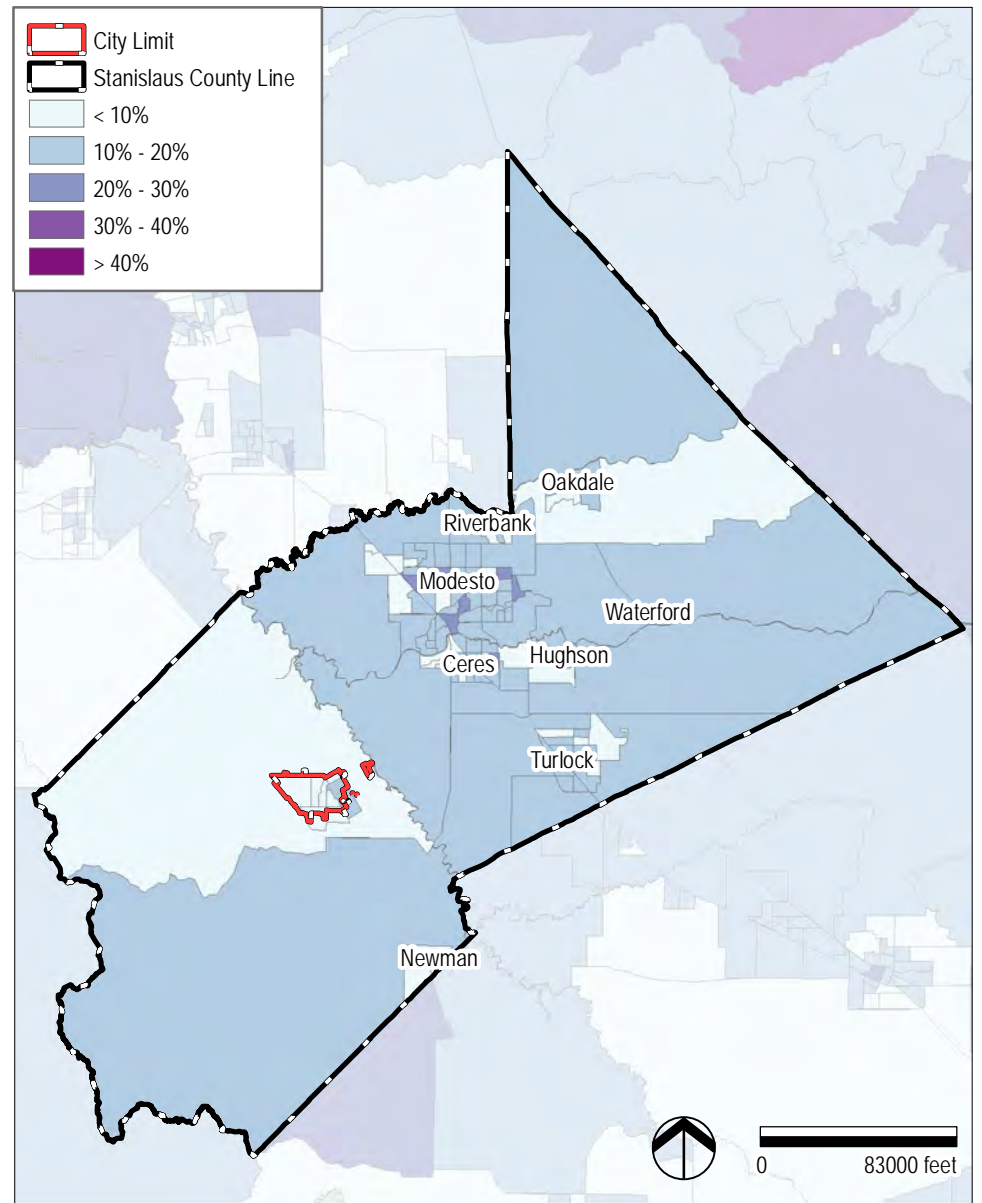 City Limit
Stanislaus County Line
< 10%
10% - 20%
20% - 30%
30% - 40%
> 40%
Oakdale
Riverbank
Modesto
Waterford
Hughson
Ceres
Turlock
Newman
0 83000 feet